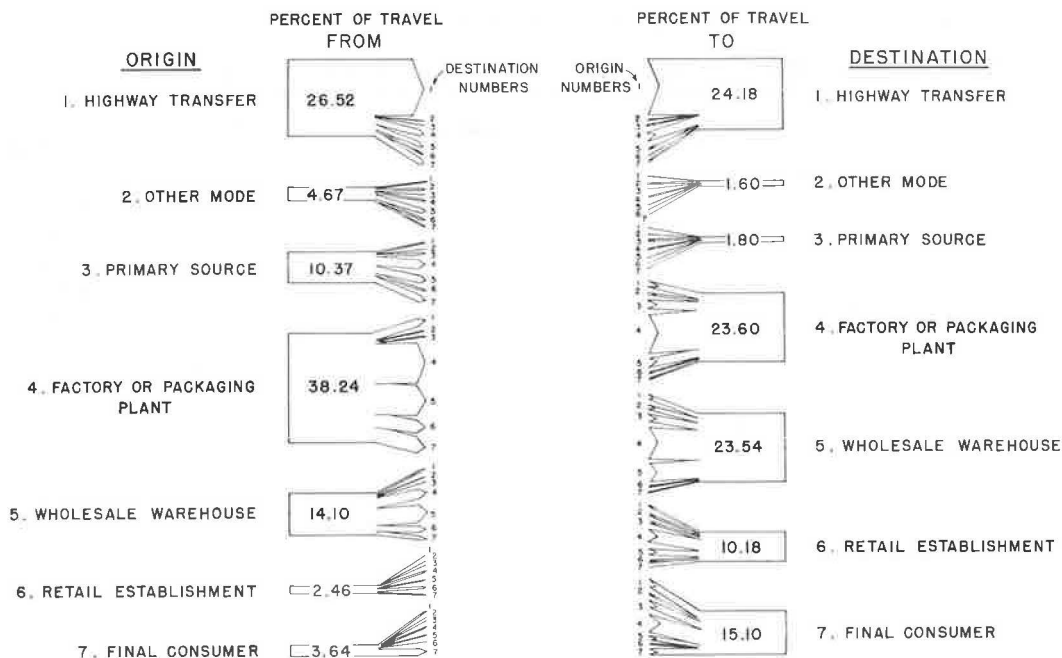 PERCENT OF TRAVEL
FROM
ORIGIN
DESTINATION
NUMBERS
1. HIGHWAY TRANSFER
26.52
2. OTHER MODE
4.67
3. PRIMARY SOURCE
10.37
4. FACTORY OR PACKAGING
PLANT
38.24
5. WHOLESALE WAREHOUSE
14.10
6. RETAIL ESTABLISHMENT
2.46
7. FINAL CONSUMER
3.64
PERCENT OF TRAVEL
TO
ORIGIN
NUMBERS
DESTINATION
24.18
1. HIGHWAY TRANSFER
1.60
2. OTHER MODE
1.80
3. PRIMARY SOURCE
23.60
4. FACTORY OR PACKAGING
PLANT
23.54
5. WHOLESALE WAREHOUSE
10.18
6. RETAIL ESTABLISHMENT
15.10
7. FINAL CONSUMER